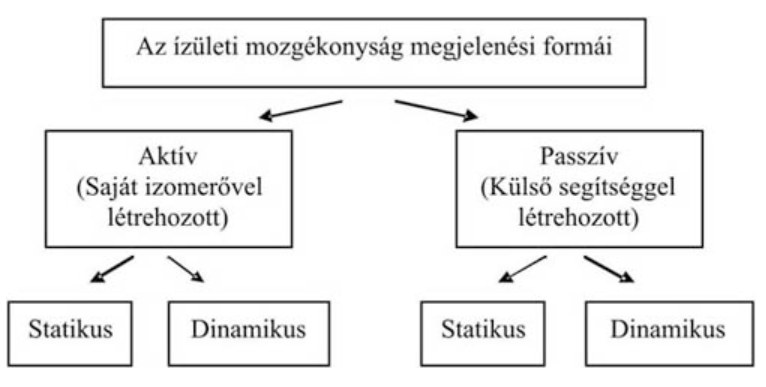 Az ízületi mozgékonyság megjelenési formái
Aktív
(Saját izomerővel
létrehozott)
Passzív
(Külső segítséggel
létrehozott)
Statikus
Dinamikus
Statikus
Dinamikus